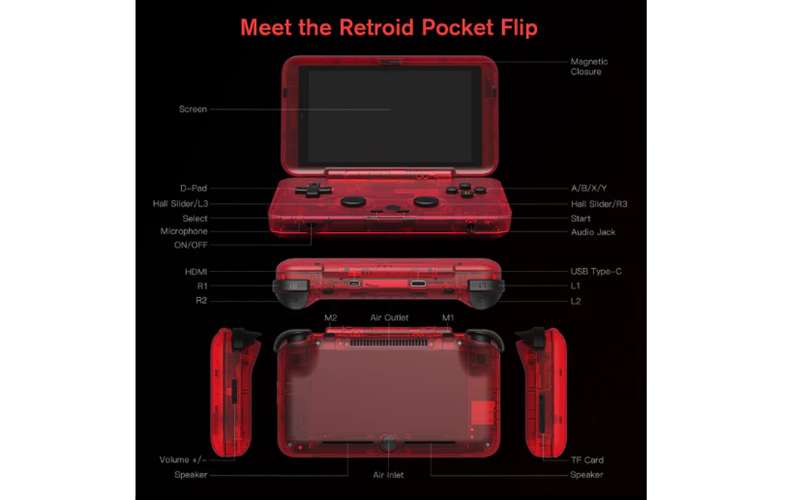 Meet the Retroid Pocket Flip
Magnetic
Closure
Screen
D-Pad
A/B/X/Y
Hall Slider/L3
Hall Slider/R3
Select
Start
Microphone
Audio Jack
ON/OFF
HDMI
USB Type-C
R1
L1
R2
L2
M2
Air Outlet
M1
Volume +/-
TF Card
Speaker
Air Inlet
Speaker